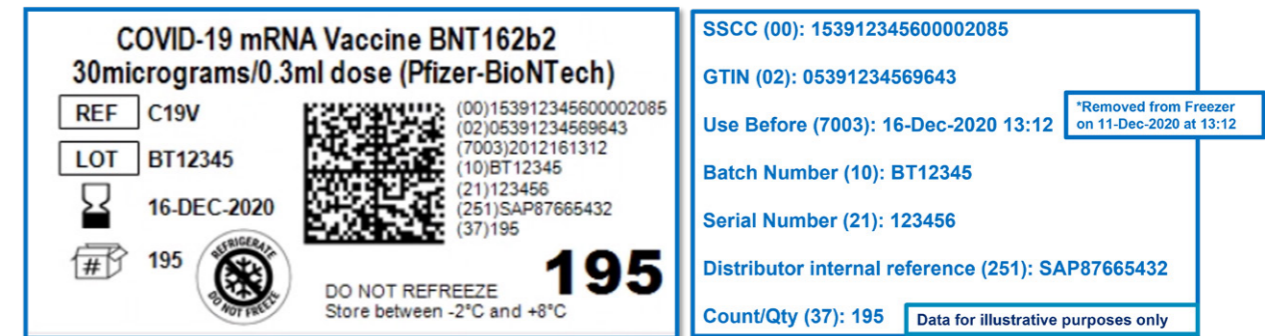 COVID-19 mRNA Vaccine BNT162b2
30micrograms/0.3ml dose (Pfizer-BioNTech)
REF C19V
LOT BT12345
16-DEC-2020
# 195
REFRIGERATE
DO NOT FREEZE
(00)153912345600002085
(02)05391234569643
(7003)2012161312
(10)BT12345
(21)123456
(251)SAP87665432
(37)195
195
DO NOT REFREEZE
Store between -2°C and +8°C
SSCC (00): 153912345600002085
GTIN (02): 05391234569643
Use Before (7003): 16-Dec-2020 13:12
*Removed from Freezer
on 11-Dec-2020 at 13:12
Batch Number (10): BT12345
Serial Number (21): 123456
Distributor internal reference (251): SAP87665432
Count/Qty (37): 195
Data for illustrative purposes only